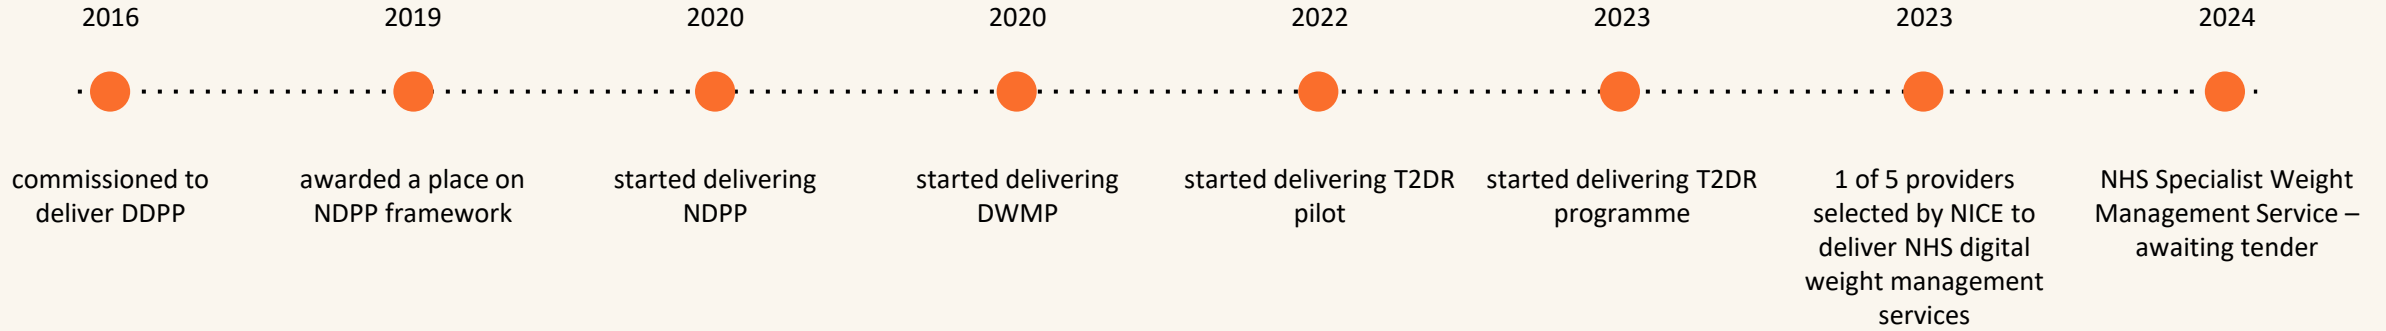 2016
commissioned to
deliver DDPP
2019
awarded a place on
NDPP framework
2020
started delivering
NDPP
2020
started delivering
DWMP
2022
started delivering T2DR
pilot
2023
started delivering T2DR
programme
2023
1 of 5 providers
selected by NICE to
deliver NHS digital
weight management
services
2024
NHS Specialist Weight
Management Service –
awaiting tender